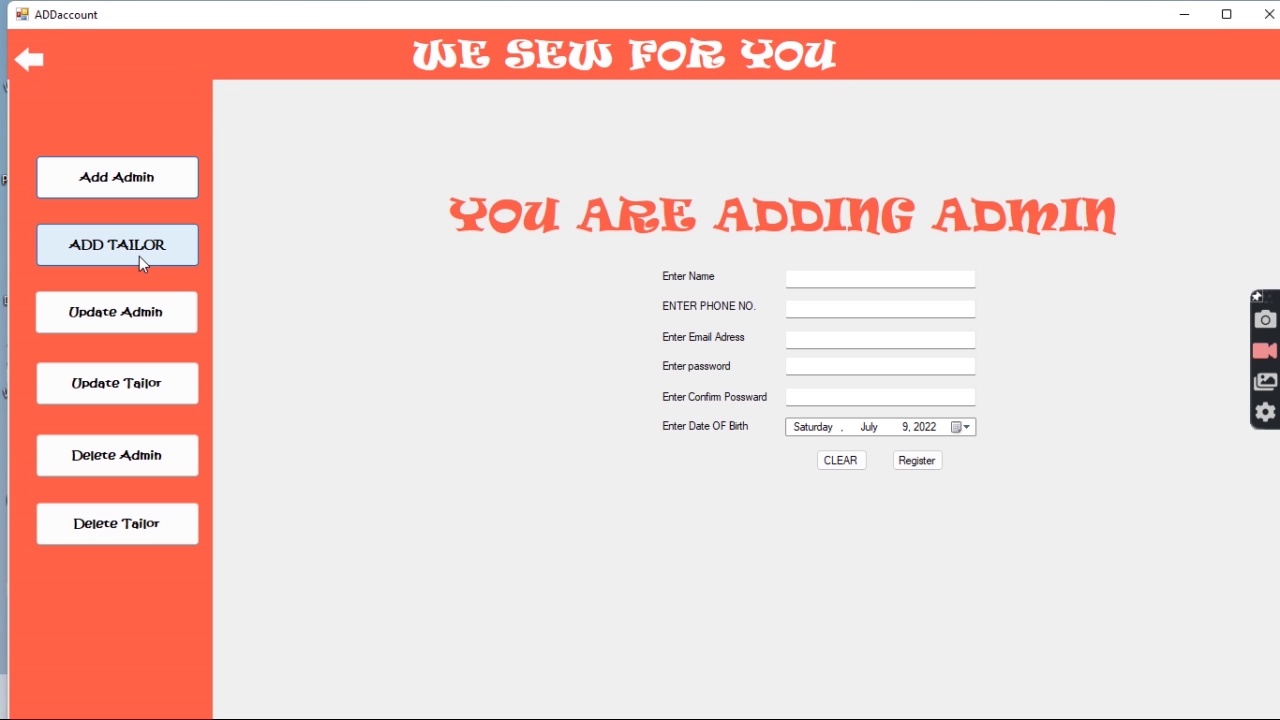 ADDaccount
WE SEW FOR YOU
Add Admin
ADD TAILOR
Update Admin
Update Tailor
Delete Admin
Delete Tailor
YOU ARE ADDING ADMIN
Enter Name
ENTER PHONE NO.
Enter Email Adress
Enter password
Enter Confirm Possward
Enter Date OF Birth
Saturday , July 9, 2022
CLEAR Register